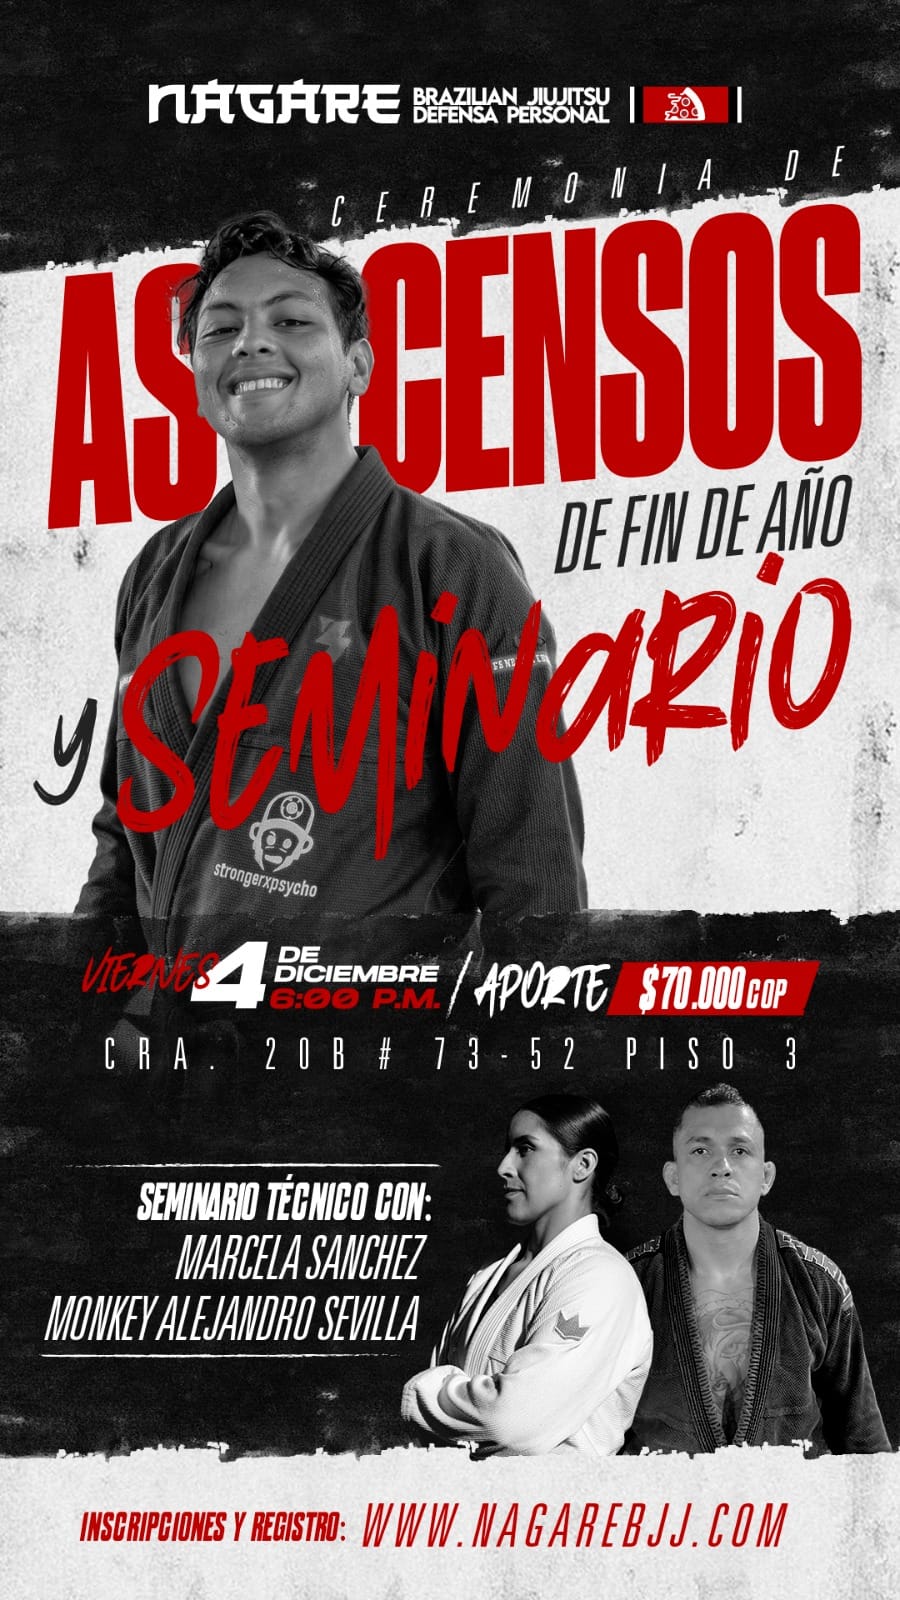 NAGARE BRAZILIAN JIUJITSU
DEFENSA PERSONAL
CEREMONIA DE
ASCENSOS
DE FIN DE AÑO
y SEMINARIO
strongerxpsycho
VIERNES 4 DE DICIEMBRE
6:00 P.M. / APORTE $70.000 COP
CRA. 20B # 73-52 PISO 3
SEMINARIO TÉCNICO CON:
MARCELA SANCHEZ
MONKEY ALEJANDRO SEVILLA
INSCRIPCIONES Y REGISTRO: WWW.NAGAREBJJ.COM